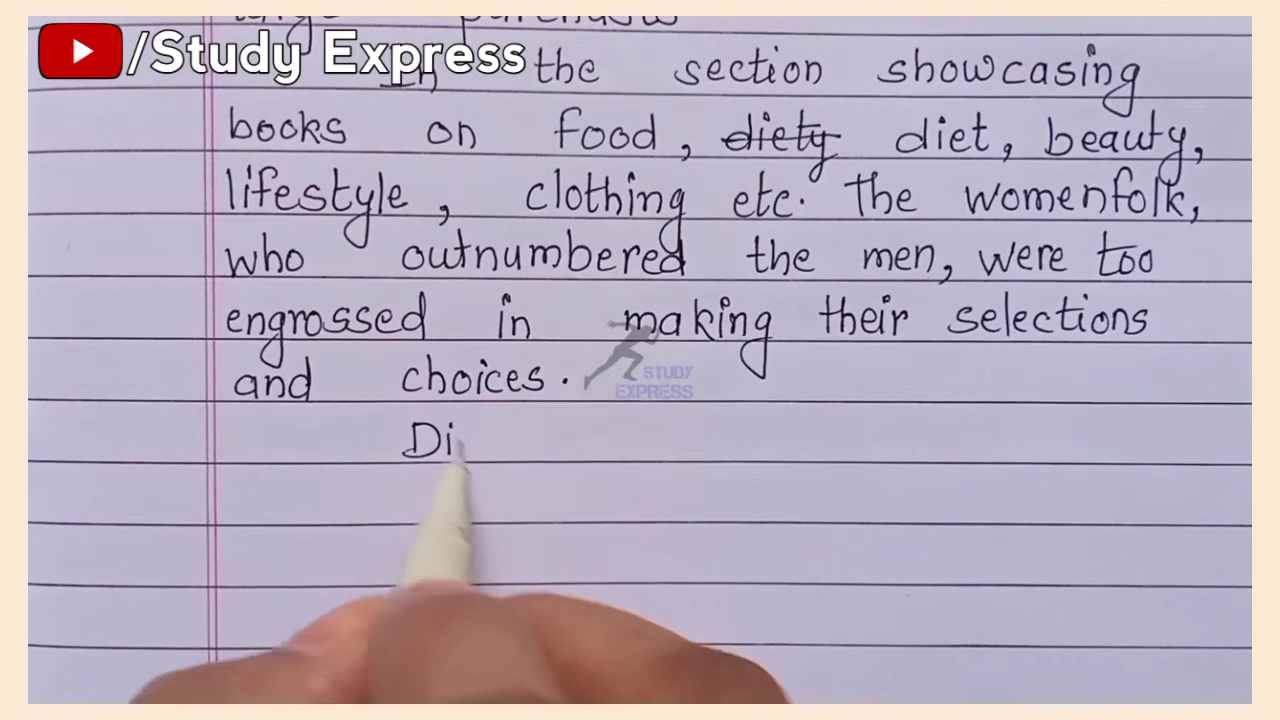 /Study Express
In the section showcasing
books on food, diety diet, beauty,
lifestyle, clothing etc. The womenfolk,
who outnumbered the men, were too
engrossed in making their selections
and choices.
STUDY
EXPRESS
Di